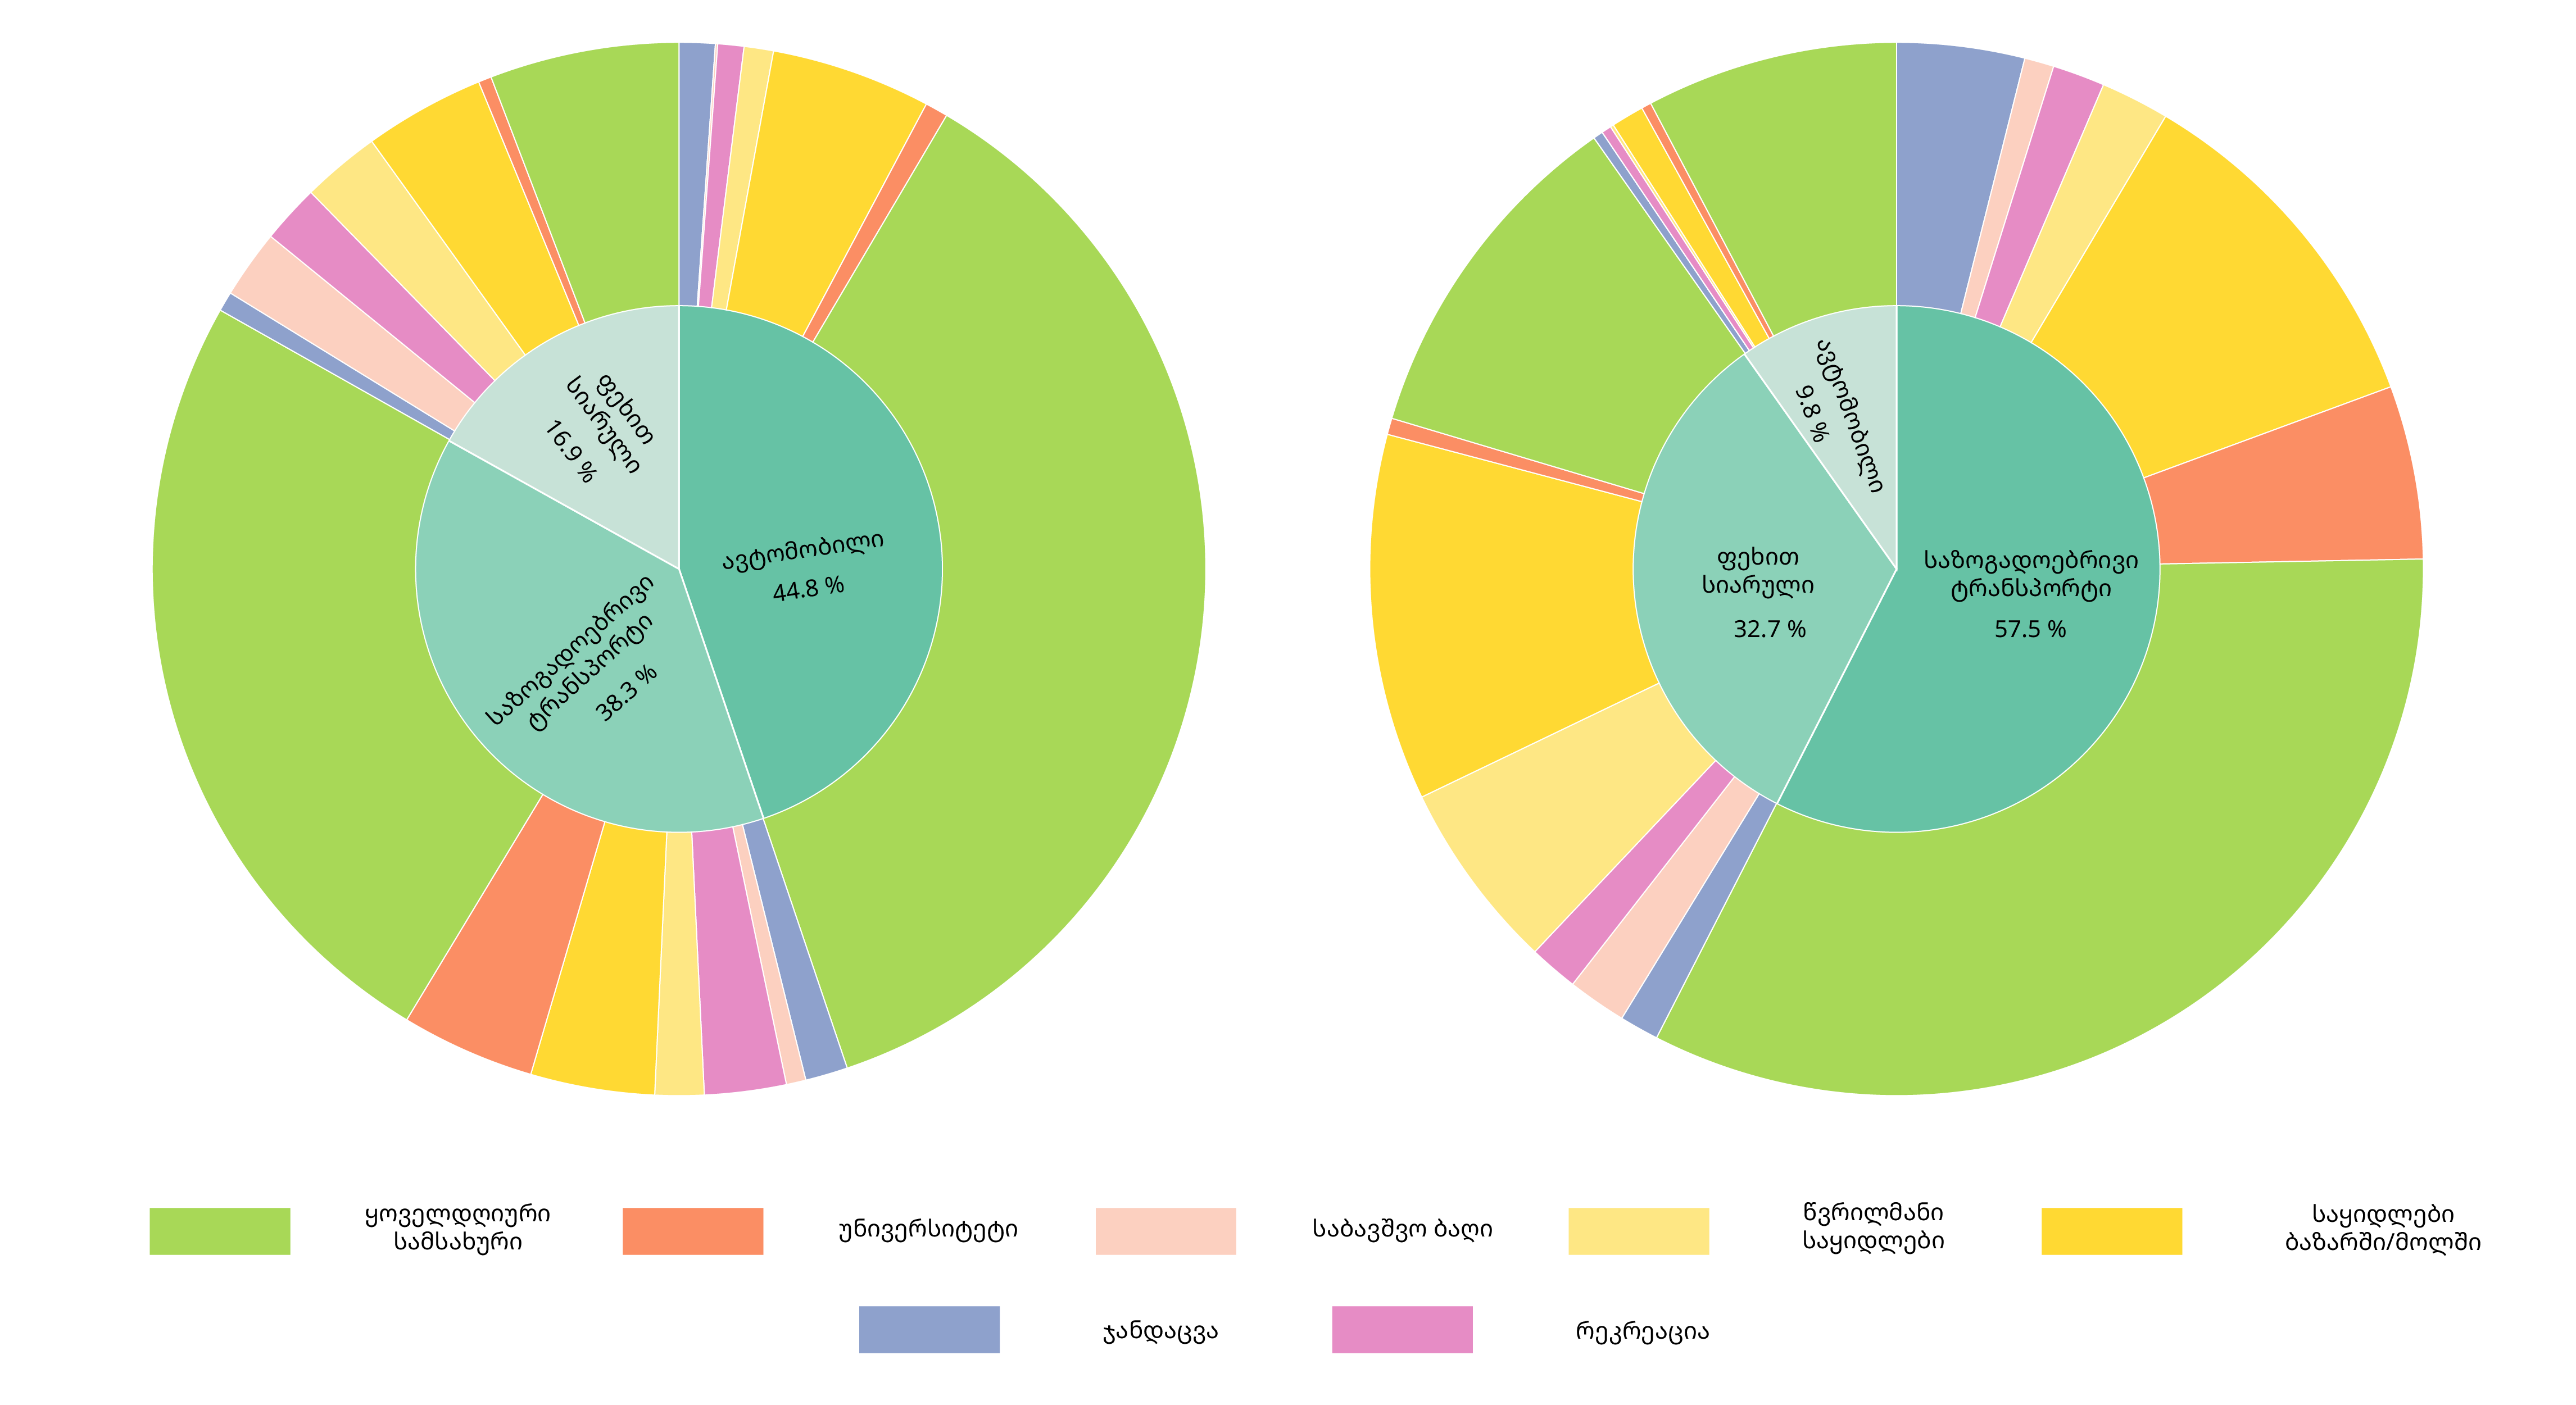 ფეხით
სიარული
16.9 %
ავტომობილი
44.8 %
საზოგადოებრივი
ტრანსპორტი
38.3 %
ავტომობილი
9.8 %
ფეხით
სიარული
32.7 %
საზოგადოებრივი
ტრანსპორტი
57.5 %
ყოველდღიური
სამსახური
უნივერსიტეტი
საბავშვო ბაღი
წვრილმანი
საყიდლები
საყიდლები
ბაზარში/მოლში
ჯანდაცვა
რეკრეაცია